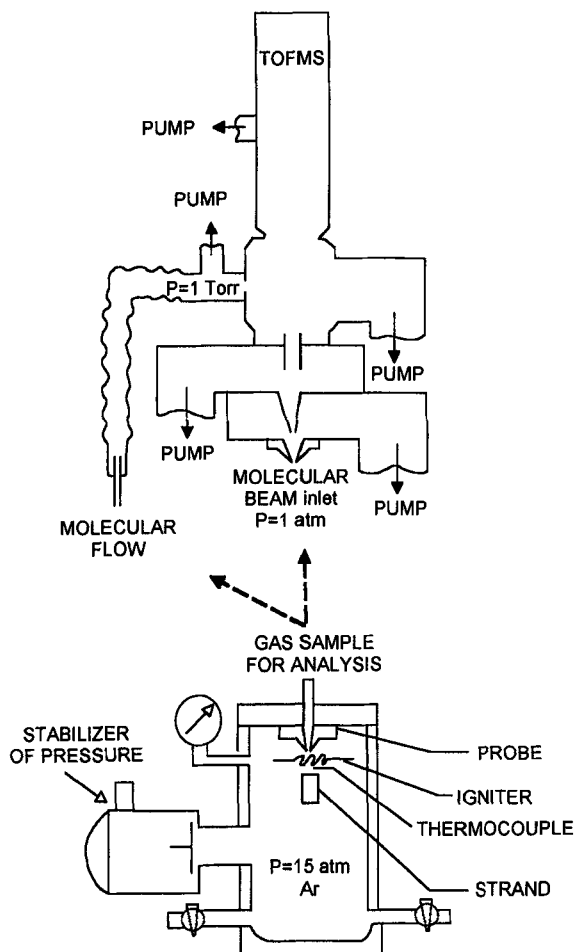 TOFMS
PUMP
PUMP
P=1 Torr
PUMP
PUMP
MOLECULAR
BEAM inlet
P=1 atm
PUMP
MOLECULAR
FLOW
GAS SAMPLE
FOR ANALYSIS
STABILIZER
OF PRESSURE
PROBE
IGNITER
THERMOCOUPLE
P=15 atm
Ar
STRAND